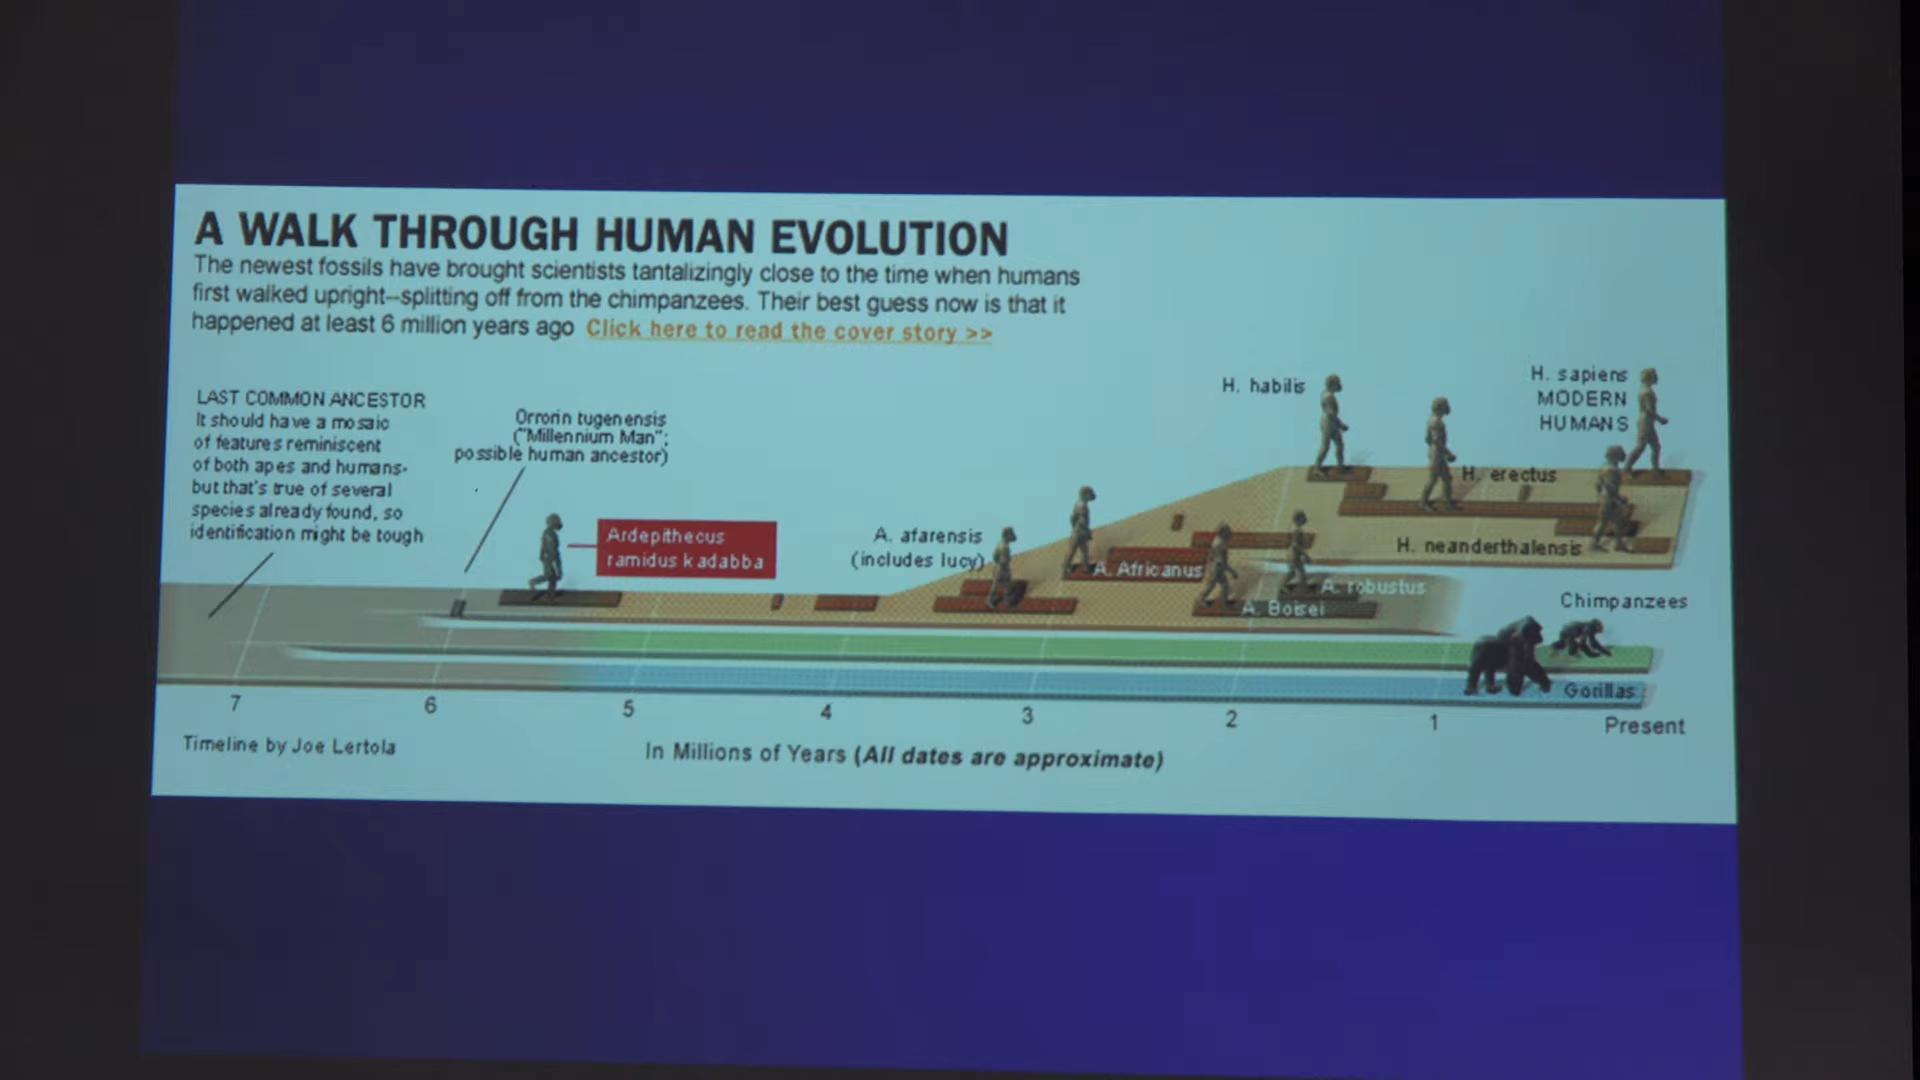 A WALK THROUGH HUMAN EVOLUTION
The newest fossils have brought scientists tantalizingly close to the time when humans
first walked upright--splitting off from the chimpanzees. Their best guess now is that it
happened at least 6 million years ago Click here to read the cover story >>
LAST COMMON ANCESTOR
It should have a mosaic
of features reminiscent
of both apes and humans-
but that's true of several
species already found, so
identification might be tough
Orrorin tugenensis
("Millennium Man";
possible human ancestor)
Ardepithecus
ramidus kadabba
A. afarensis
(includes lucy)
A. Africanus
A. Boisei
A. robustus
H. habilis
H. erectus
H. sapiens
MODERN
HUMANS
H. neanderthalensis
Chimpanzees
Gorillas
7 6 5 4 3 2 1 Present
Timeline by Joe Lertola
In Millions of Years (All dates are approximate)